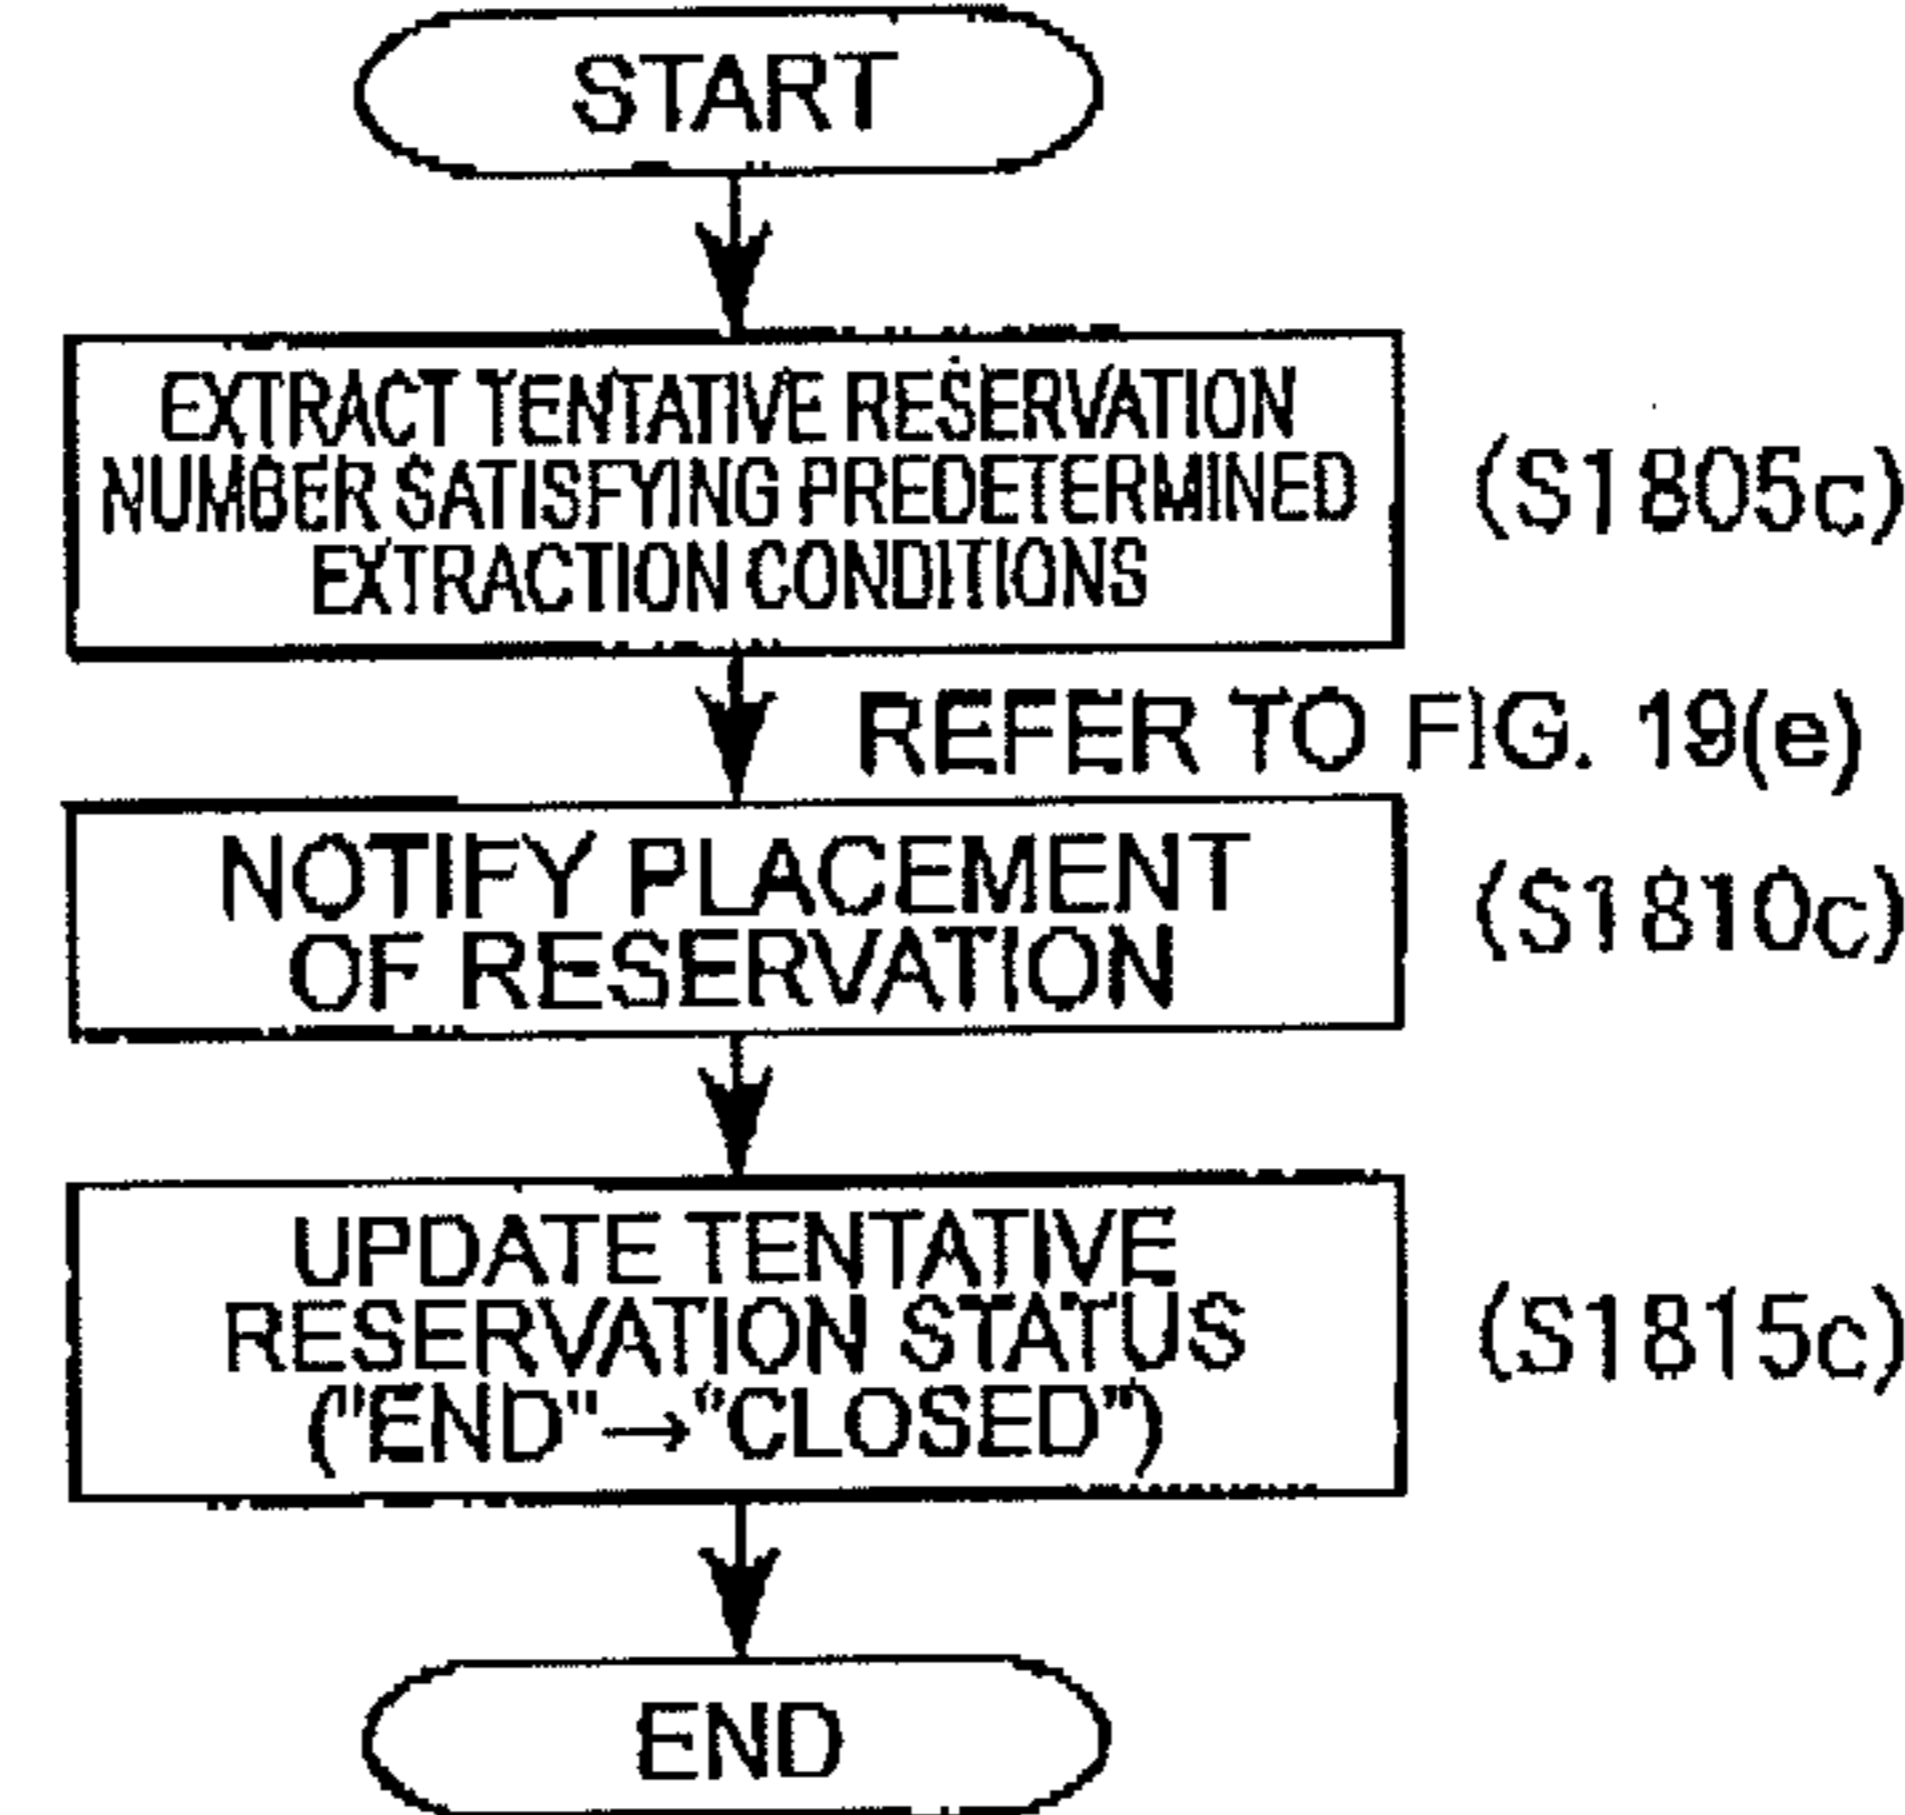 START
EXTRACT TENTATIVE RESERVATION
NUMBER SATISFYING PREDETERMINED
EXTRACTION CONDITIONS
(S1805c)
REFER TO FIG. 19(e)
NOTIFY PLACEMENT
OF RESERVATION
(S1810c)
UPDATE TENTATIVE
RESERVATION STATUS
("END"→"CLOSED")
(S1815c)
END